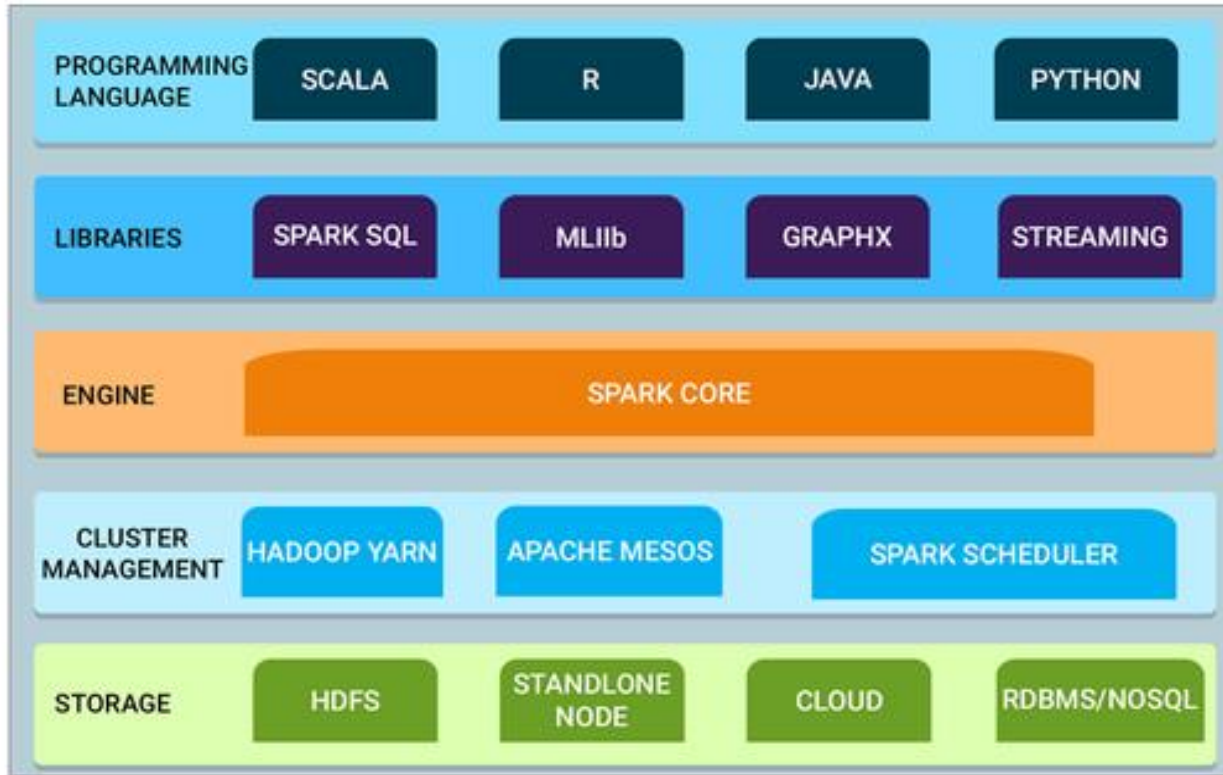 PROGRAMMING
LANGUAGE
SCALA
R
JAVA
PYTHON
LIBRARIES
SPARK SQL
MLIIb
GRAPHX
STREAMING
ENGINE
SPARK CORE
CLUSTER
MANAGEMENT
HADOOP YARN
APACHE MESOS
SPARK SCHEDULER
STORAGE
HDFS
STANDLONE
NODE
CLOUD
RDBMS/NOSQL